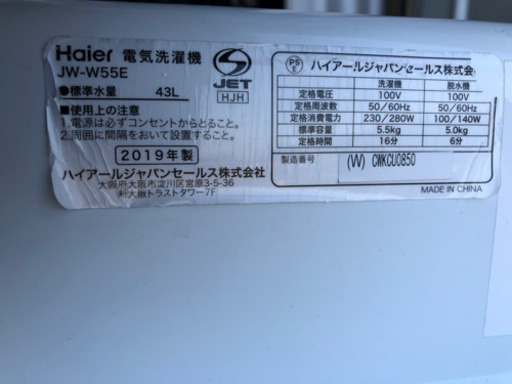 Haier 電気洗濯機
JW-W55E
●標準水量 43L
■使用上の注意
1.電源は必ずコンセントからとること。
2.周囲に間隔をおいて設置すること。
2019年製
ハイアールジャパンセールス株式会社
大阪府大阪市淀川区宮原3-5-36
新大阪トラストタワー7F
S
JET
HJH
PS
E
ハイアールジャパンセールス株式会
洗濯機 脱水機
定格電圧 100V 100V
定格周波数 50/60Hz 50/60Hz
定格消費電力 230/280W 100/140W
標準容量 5.5kg 5.0kg
定格時間 16分 6分
製造番号 (W) CWKCU0850
MADE IN CHINA